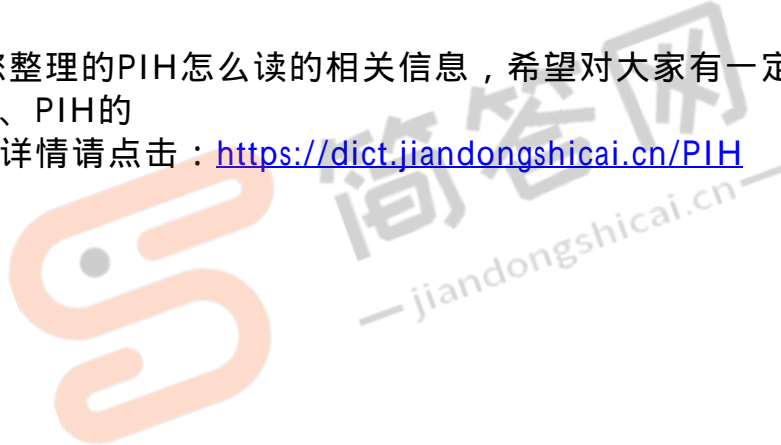 整理的PIH怎么读的相关信息，希望对大家有一定
、PIH的
详情请点击：https://dict.jiandongshicai.cn/PIH
简答网
jiandongshicai.cn